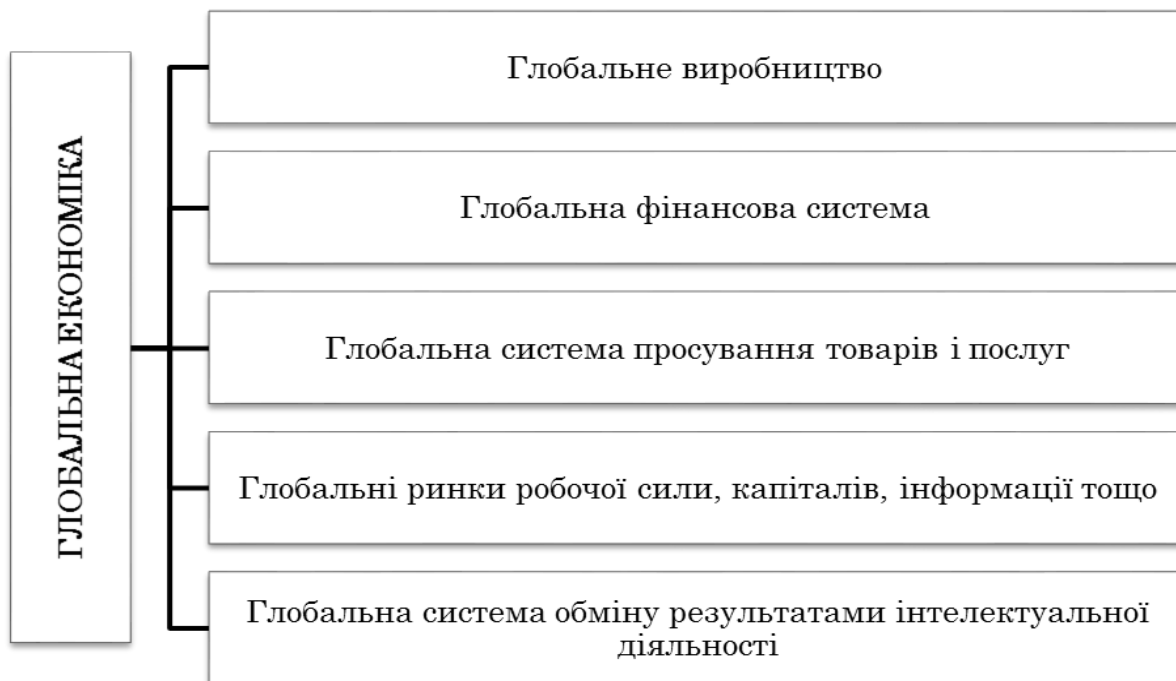 ГЛОБАЛЬНА ЕКОНОМІКА
Глобальне виробництво
Глобальна фінансова система
Глобальна система просування товарів і послуг
Глобальні ринки робочої сили, капіталів, інформації тощо
Глобальна система обміну результатами інтелектуальної
діяльності